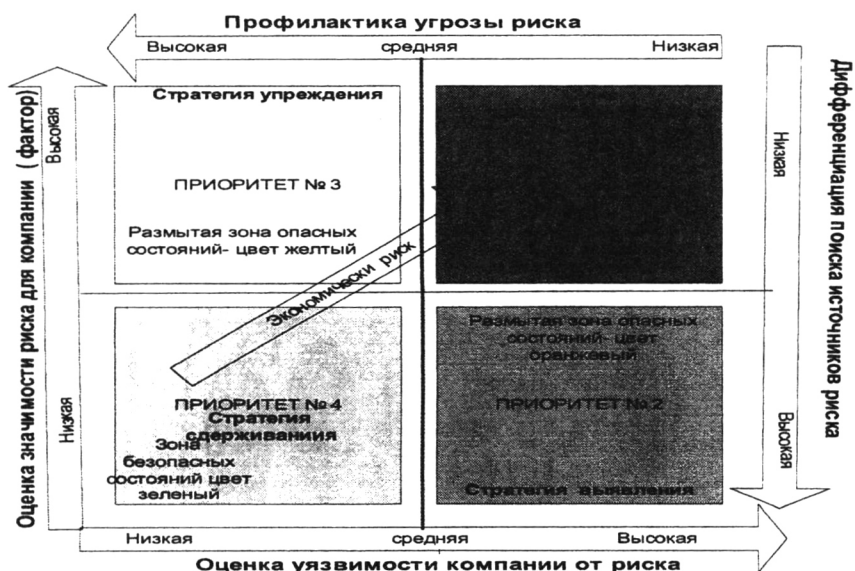 Профилактика угрозы риска
Высокая средняя Низкая
Оценка значимости риска для компании ( фактор)
Высокая
Низкая
Стратегия упреждения
ПРИОРИТЕТ № 3
Размытая зона опасных
состояний- цвет желтый
Экономически риск
ПРИОРИТЕТ № 4
Стратегия
сдерживаниия
Зона
безопасных
состояний цвет
зеленый
Размытая зона опасных
состояний- цвет
оранжевый
ПРИОРИТЕТ № 2
Стратегия выявления
Низкая
Высокая
Дифференциация поиска источников риска
Низкая средняя Высокая
Оценка уязвимости компании от риска